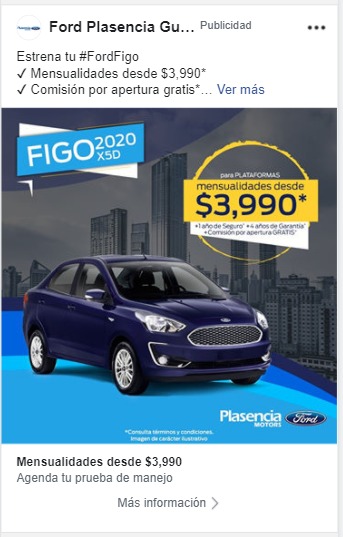 Ford Plasencia Gu... Publicidad
Estrena tu #FordFigo
✓ Mensualidades desde $3,990*
✓ Comisión por apertura gratis*... Ver más
FIGO 2020
X5D
para PLATAFORMAS
mensualidades desde
$3,990*
+1 año de Seguro* +4 años de Garantía*
+Comisión por apertura GRATIS*
Plasencia Ford
MOTORS
*Consulta términos y condiciones.
Imagen de carácter ilustrativo
Mensualidades desde $3,990
Agenda tu prueba de manejo
Más información >